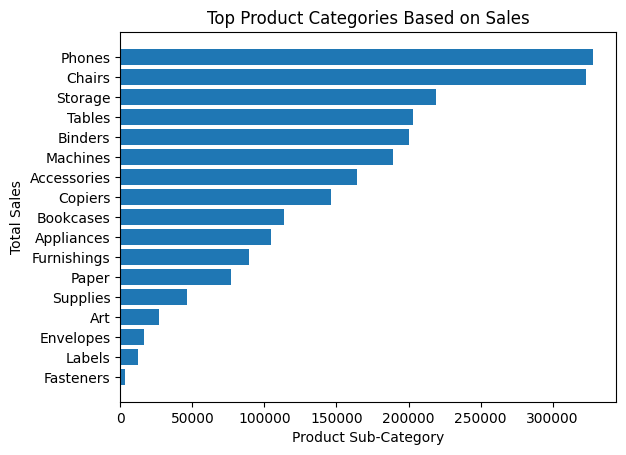 Top Product Categories Based on Sales
Total Sales
Phones
Chairs
Storage
Tables
Binders
Machines
Accessories
Copiers
Bookcases
Appliances
Furnishings
Paper
Supplies
Art
Envelopes
Labels
Fasteners
0 50000 100000 150000 200000 250000 300000
Product Sub-Category